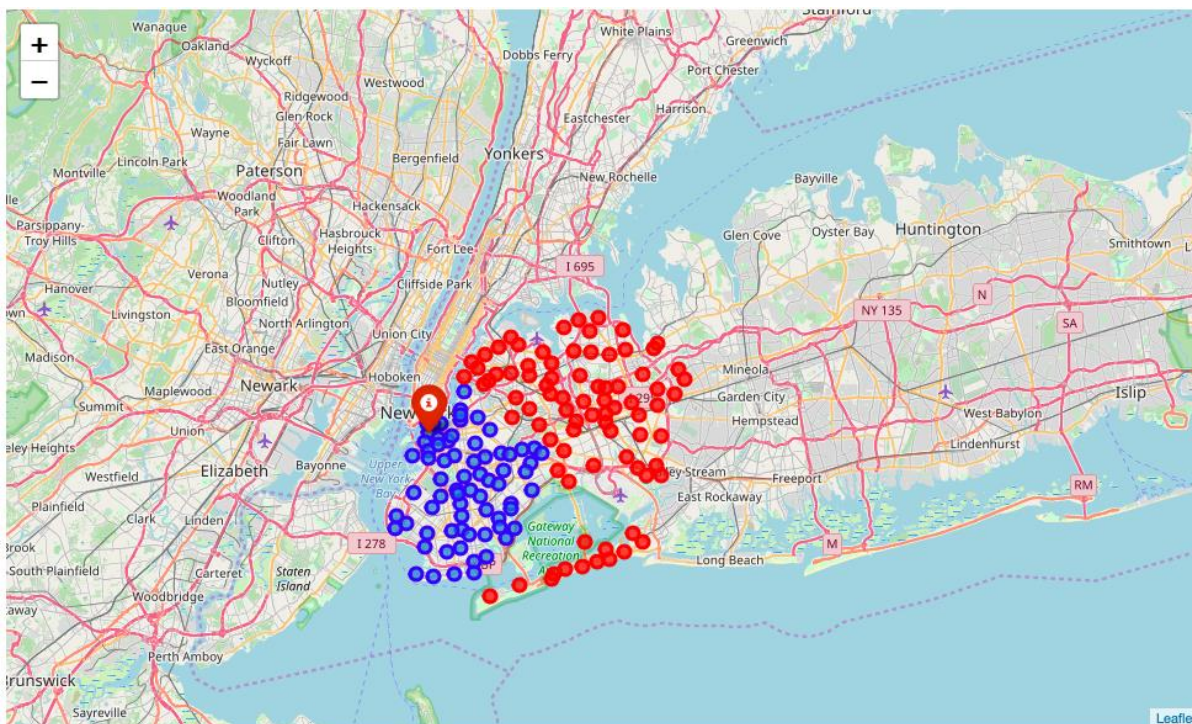 Stamford
Wanaque
Oakland
White Plains
Greenwich
+
Wyckoff
Dobbs Ferry
Port Chester
−
Westwood
Ridgewood
Harrison
Glen Rock
Eastchester
Wayne
Fair Lawn
Bergenfield
Yonkers
Lincoln Park
Montville
Paterson
New Rochelle
Bayville
Woodland
Park
Hackensack
Parsippany-
Troy Hills
Clifton
Hasbrouck
Heights
Fort Lee
Glen Cove
Oyster Bay
Huntington
Smithtown
Verona
Nutley
Cliffside Park
I 695
Hanover
Bloomfield
N
Livingston
North Arlington
Union City
NY 135
SA
Madison
East Orange
Mineola
Newark
Hoboken
Maplewood
Garden City
Islip
Summit
New
Union
Hempstead
West Babylon
Lindenhurst
Elizabeth
Bayonne
Upper
New York
Bay
ley Stream
Freeport
Westfield
Plainfield
East Rockaway
RM
Linden
Clark
Gateway
National
Recreation
I 278
M
Brook
South Plainfield
Carteret
Staten
Island
Long Beach
Woodbridge
Perth Amboy
Brunswick
Sayreville
Leafle